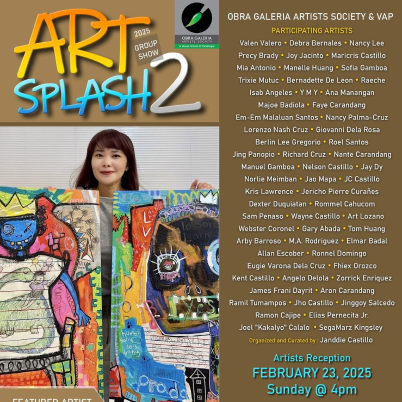 ART
SPLASH 2
2025
GROUP
SHOW
OBRA GALERIA
OBRA GALERIA ARTISTS SOCIETY & VAP
PARTICIPATING ARTISTS
Valen Valero • Debra Bernales • Nancy Lee
Precy Brady • Joy Jacinto • Maricris Castillo
Mia Antonio • Manelle Huang • Sofia Gamboa
Trixie Mutuc • Bernadette De Leon • Raeche
Isab Angeles • Y M Y • Ana Manangan
Majoe Badiola • Faye Carandang
Em-Em Malaluan Santos • Nancy Palma-Cruz
Lorenzo Nash Cruz • Giovanni Dela Rosa
Berlin Lee Gregorio • Roel Santos
Jing Panopio • Richard Cruz • Nante Carandang
Manuel Gamboa • Nelson Castillo • Jay Dy
Norlie Meimban • Jao Mapa • JC Castillo
Kris Lawrence • Jericho Pierre Curañes
Dexter Duquiatan • Rommel Cahucom
Sam Penaso • Wayne Castillo • Art Lozano
Webster Coronel • Gary Abada • Tom Huang
Arby Barroso • M.A. Rodriguez • Elmar Badal
Allan Escober • Ronnel Domingo
Eugie Varona Dela Cruz • Fhiex Orozco
Kent Castillo • Angelo Delola • Zorrick Enriquez
James Frani Dayrit • Aron Carandang
Ramil Tumampos • Jho Castillo • Jinggoy Salcedo
Ramon Cajipe • Elias Pernecita Jr.
Joel "Kakalyo" Calalo • SegaMarz Kingsley
Organized and Curated by: Janddie Castillo
Artists Reception
FEBRUARY 23, 2025
Sunday @ 4pm
Prada
FEATURED ARTIST